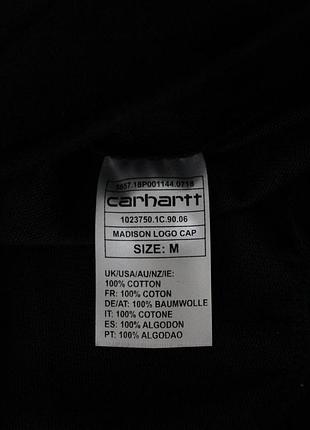 5657.18P001144.0718
carhartt
1023750.1C.90.06
MADISON LOGO CAP
SIZE: M
UK/USA/AU/NZ/IE:
100% COTTON
FR: 100% COTON
DE/AT: 100% BAUMWOLLE
IT: 100% COTONE
ES: 100% ALGODON
PT: 100% ALGODAO